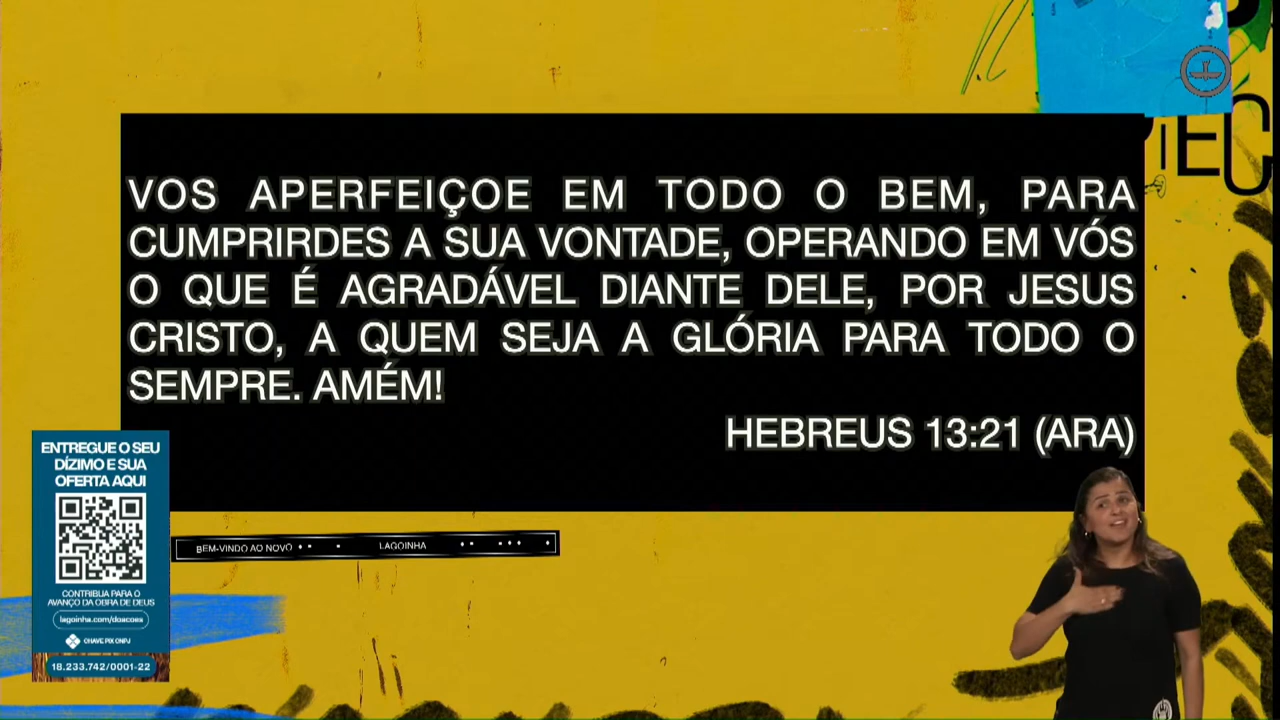 VOS APERFEIÇOE EM TODO O BEM, PARA
CUMPRIRDES A SUA VONTADE, OPERANDO EM VÓS
O QUE É AGRADÁVEL DIANTE DELE, POR JESUS
CRISTO, A QUEM SEJA A GLÓRIA PARA TODO O
SEMPRE. AMÉM!
HEBREUS 13:21 (ARA)
ENTREGUE O SEU
DÍZIMO E SUA
OFERTA AQUI
CONTRIBUA PARA O
AVANÇO DA OBRA DE DEUS
lagoinha.com/doacoes
CHAVE PIX CNPJ
18.233.742/0001-22
BEM-VINDO AO NOVO
LAGOINHA